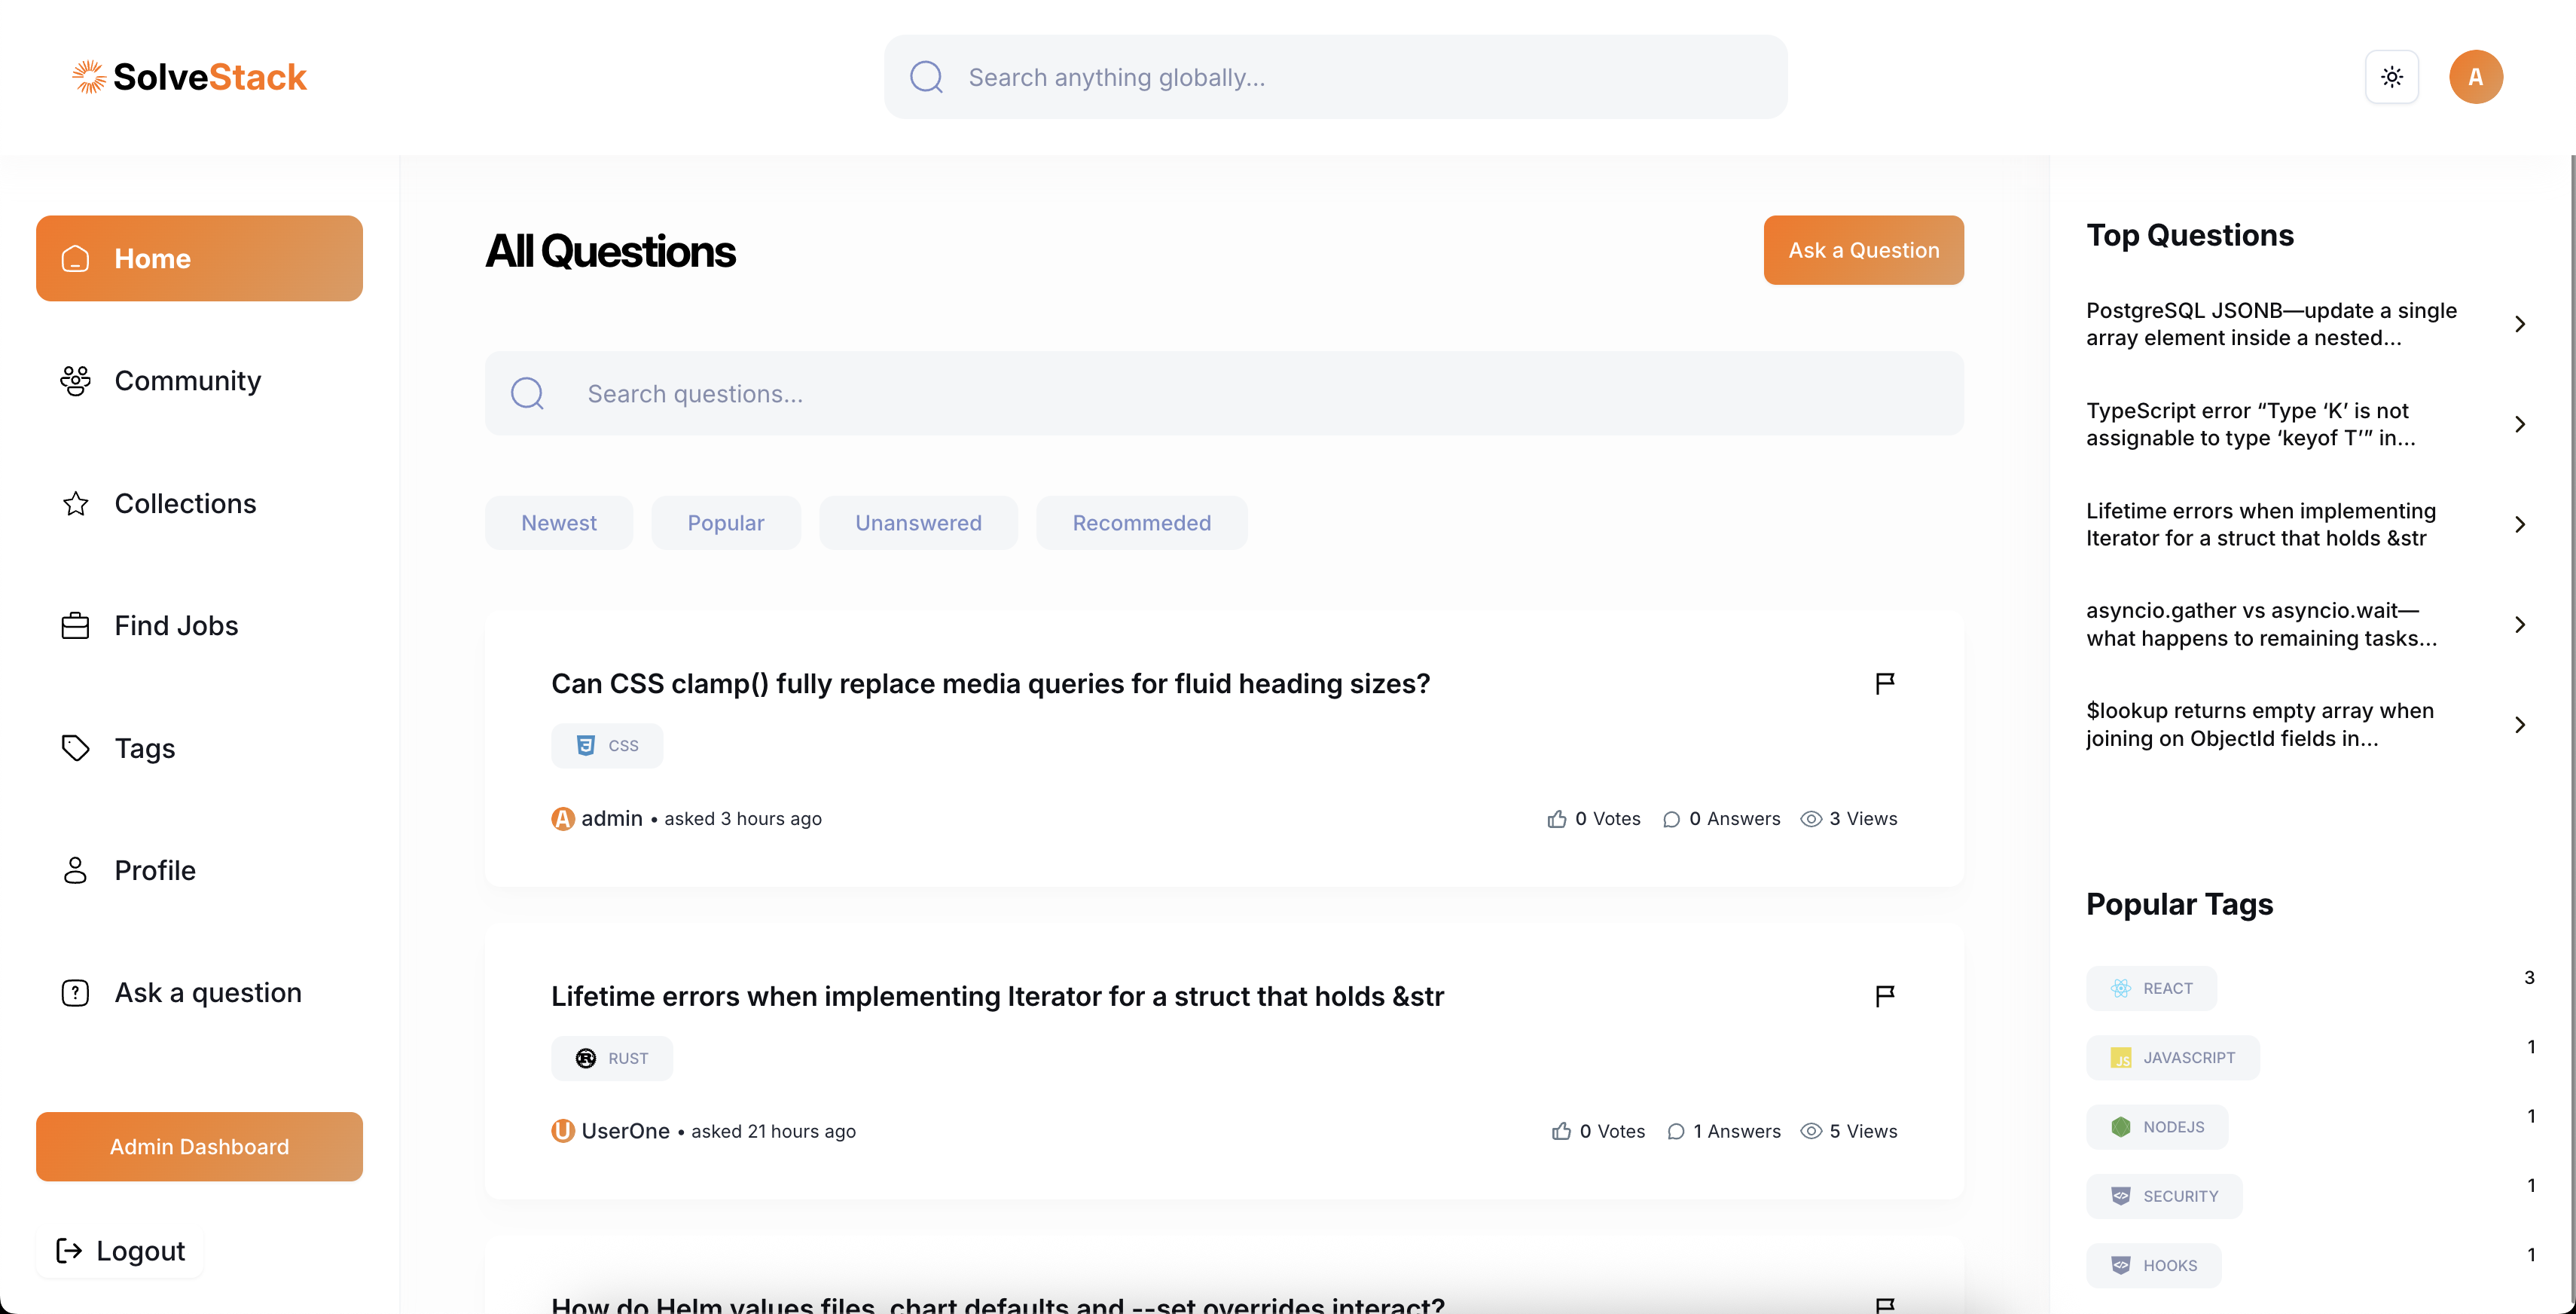 SolveStack
Search anything globally...
A
Home
Community
Collections
Find Jobs
Tags
Profile
Ask a question
Admin Dashboard
Logout
All Questions
Ask a Question
Search questions...
Newest
Popular
Unanswered
Recommeded
Can CSS clamp() fully replace media queries for fluid heading sizes?
CSS
A admin • asked 3 hours ago
0 Votes 0 Answers 3 Views
Lifetime errors when implementing Iterator for a struct that holds &str
RUST
U UserOne • asked 21 hours ago
0 Votes 1 Answers 5 Views
How do Helm values files, chart defaults and --set overrides interact?
Top Questions
PostgreSQL JSONB—update a single
array element inside a nested...
TypeScript error “Type ‘K’ is not
assignable to type ‘keyof T’” in...
Lifetime errors when implementing
Iterator for a struct that holds &str
asyncio.gather vs asyncio.wait—
what happens to remaining tasks...
$lookup returns empty array when
joining on ObjectId fields in...
Popular Tags
REACT 3
JS JAVASCRIPT 1
NODEJS 1
SECURITY 1
HOOKS 1